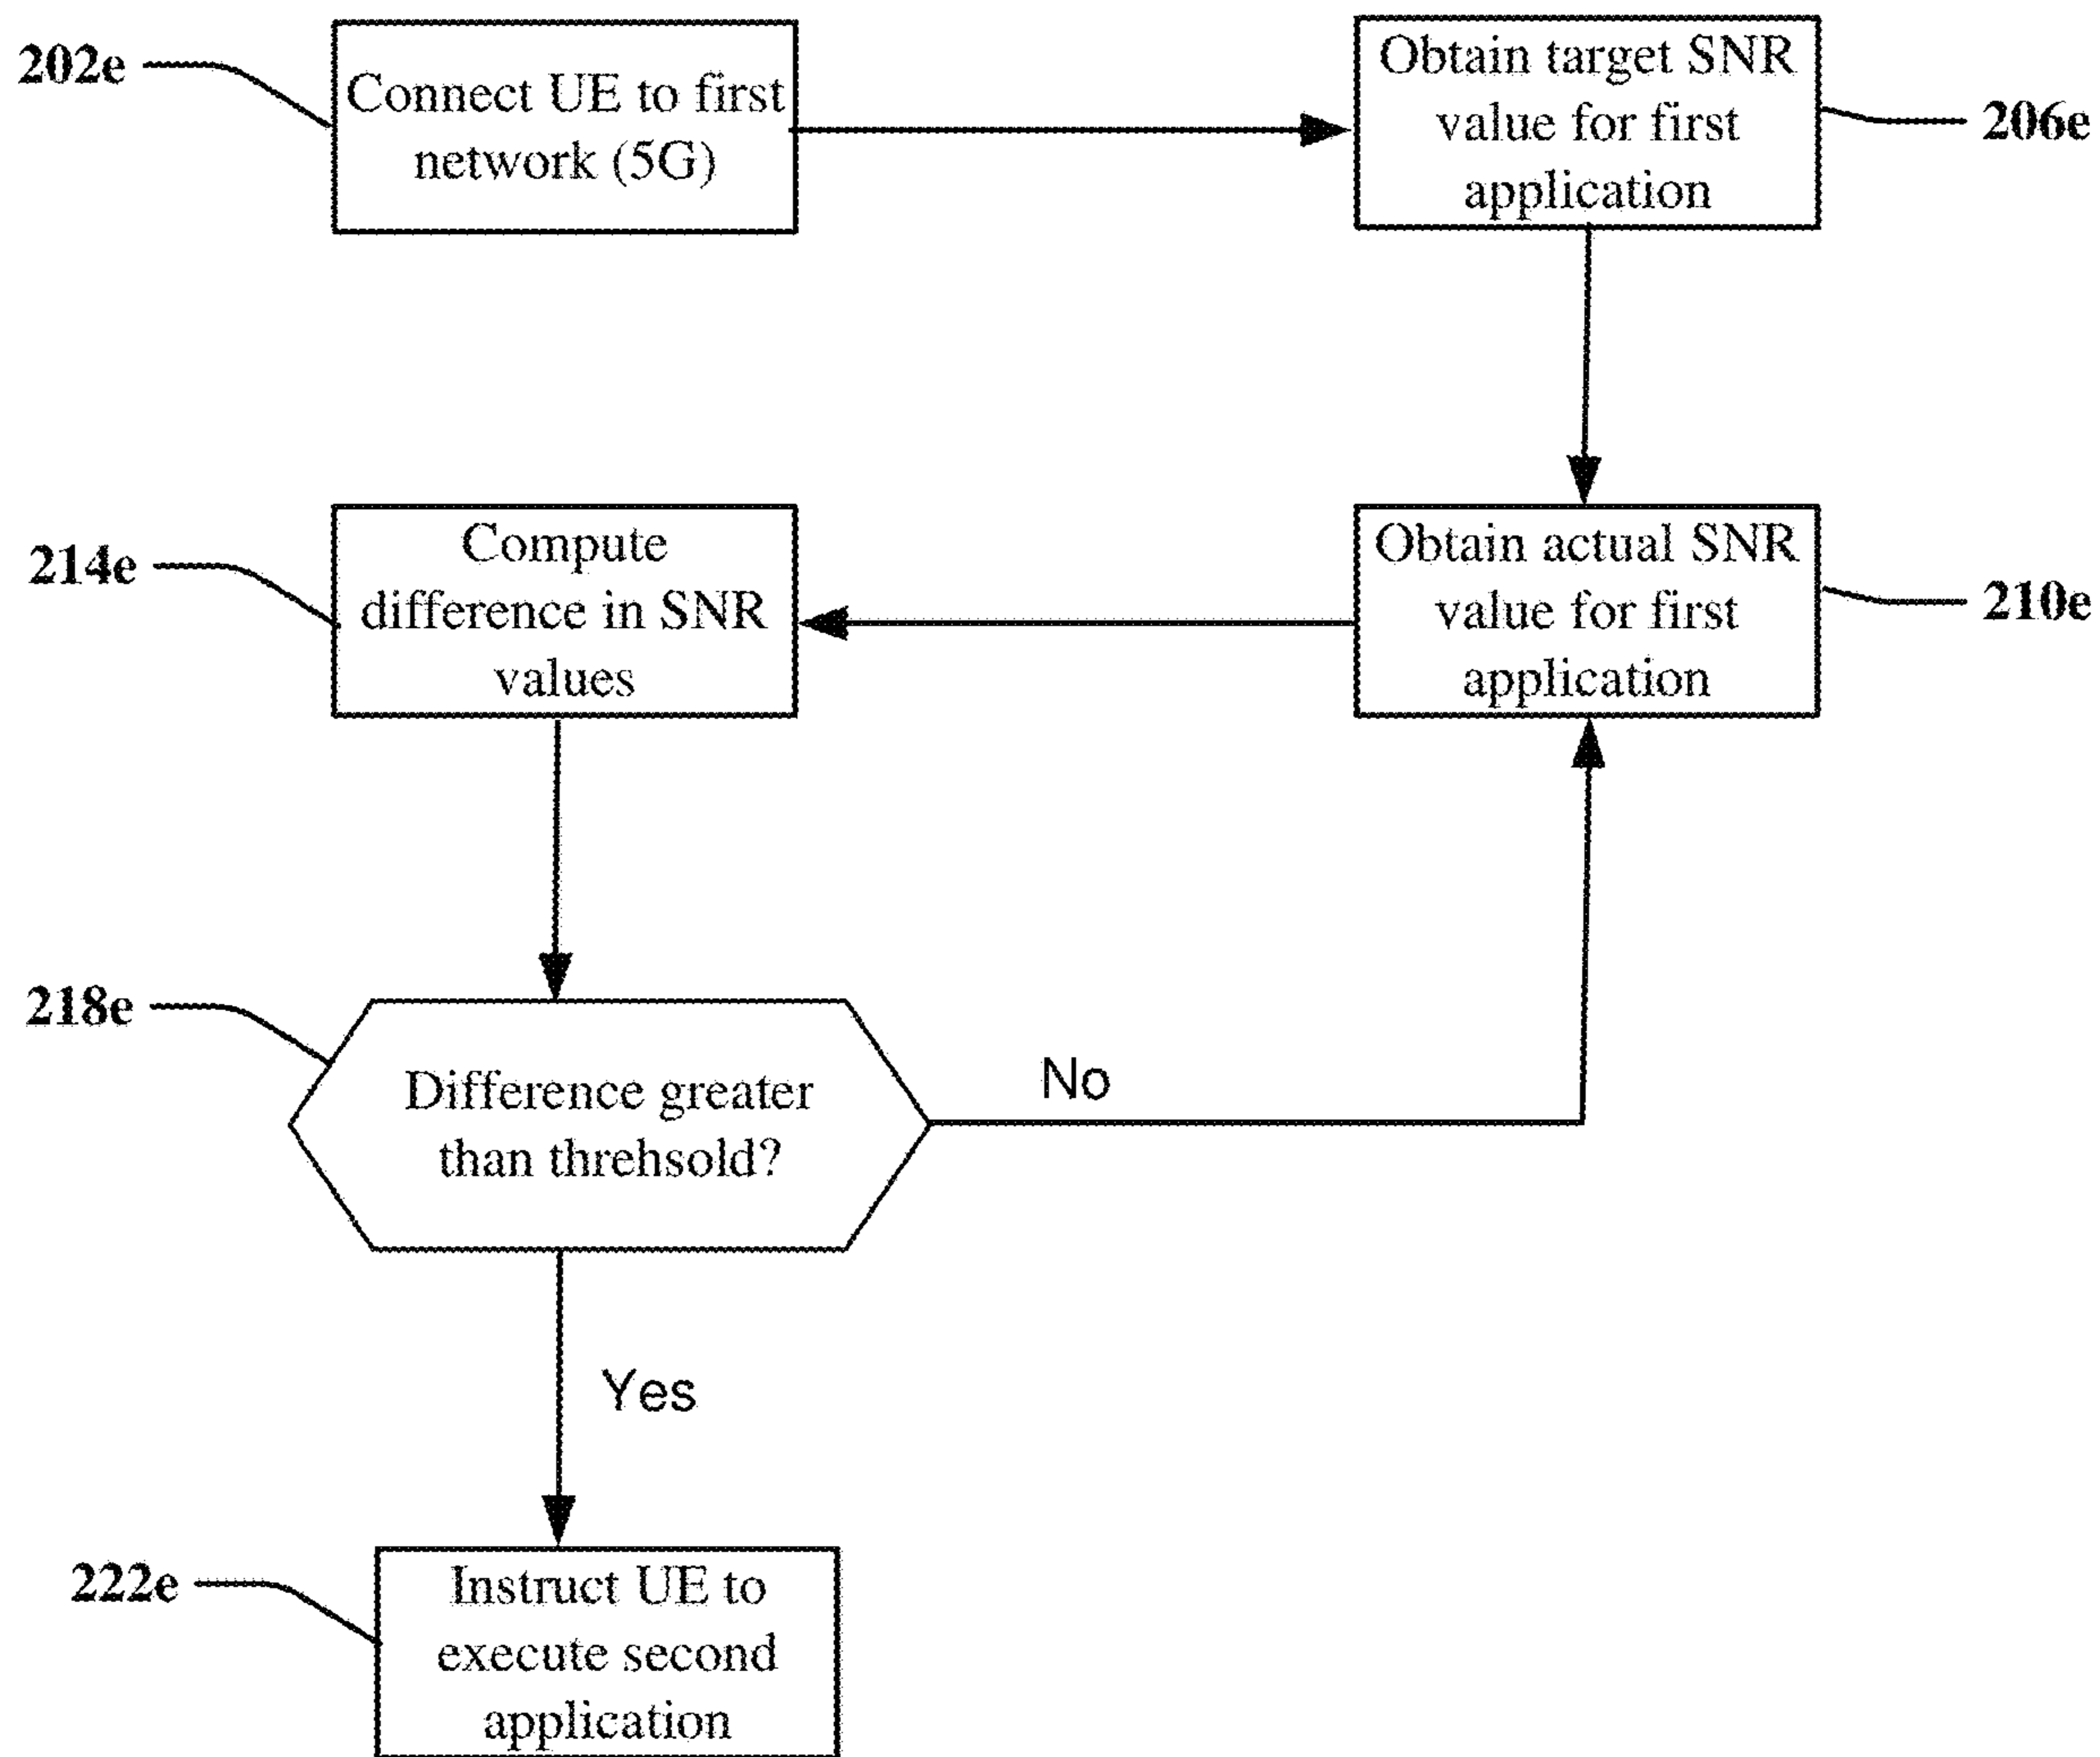 202e
Connect UE to first
network (5G)
Obtain target SNR
value for first
application
206e
214e
Compute
difference in SNR
values
Obtain actual SNR
value for first
application
210e
218e
Difference greater
than threhsold?
No
Yes
222e
Instruct UE to
execute second
application